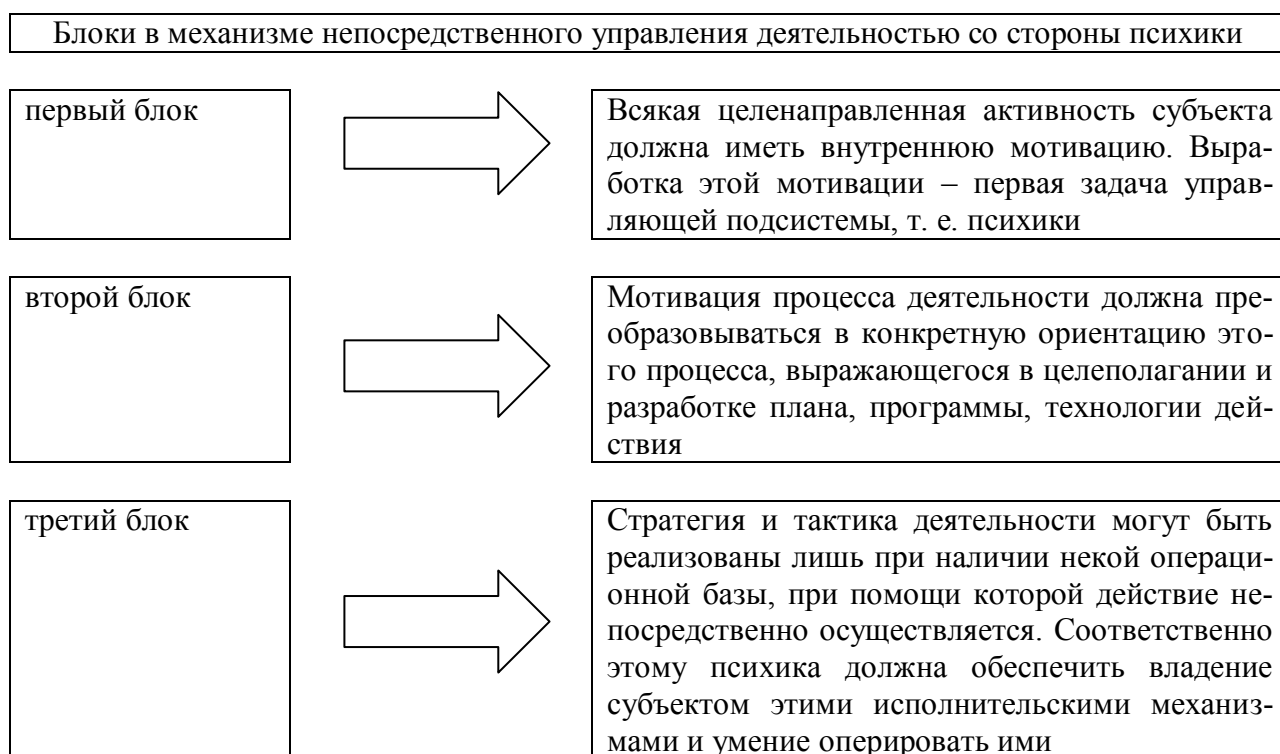 Блоки в механизме непосредственного управления деятельностью со стороны психики
первый блок
Всякая целенаправленная активность субъекта
должна иметь внутреннюю мотивацию. Выра-
ботка этой мотивации – первая задача управ-
ляющей подсистемы, т. е. психики
второй блок
Мотивация процесса деятельности должна пре-
образовываться в конкретную ориентацию это-
го процесса, выражающегося в целеполагании и
разработке плана, программы, технологии дей-
ствия
третий блок
Стратегия и тактика деятельности могут быть
реализованы лишь при наличии некой операци-
онной базы, при помощи которой действие не-
посредственно осуществляется. Соответственно
этому психика должна обеспечить владение
субъектом этими исполнительскими механиз-
мами и умение оперировать ими